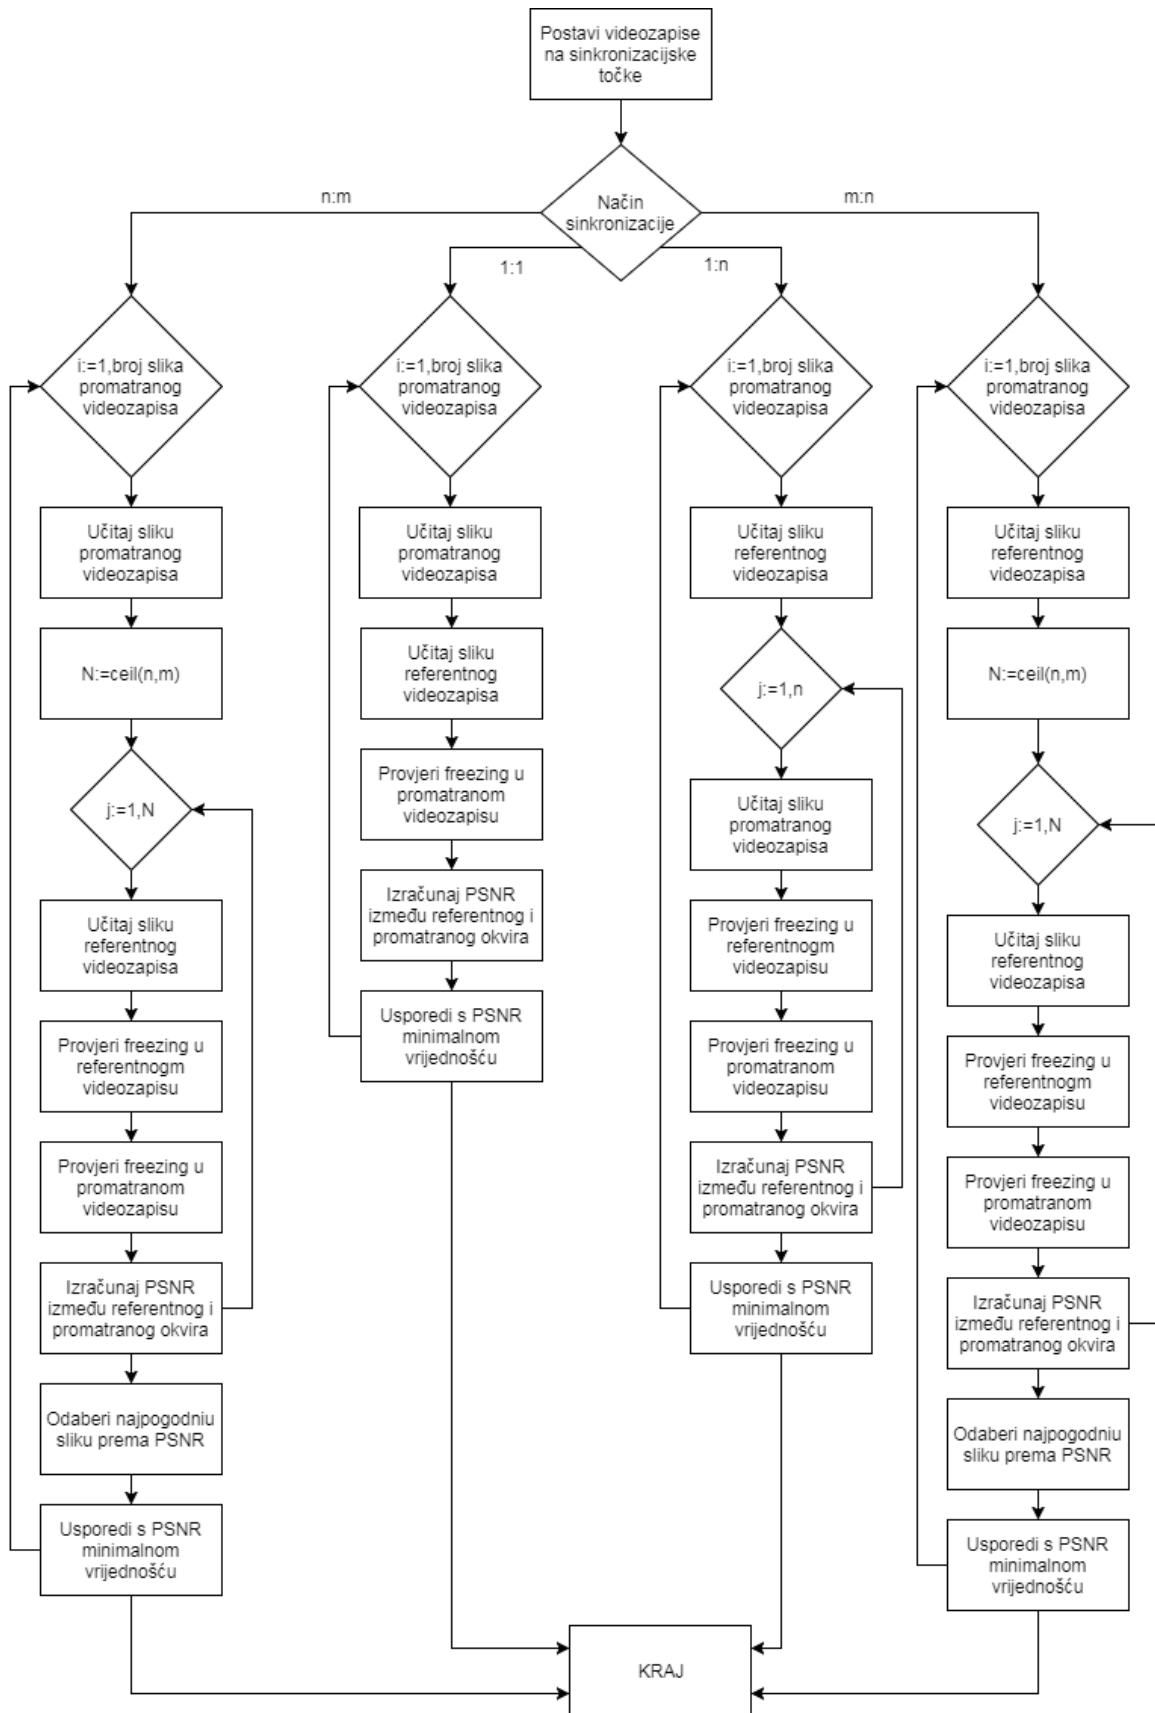 Postavi videozapise
na sinkronizacijske
točke
Način
sinkronizacije
n:m
1:1
1:n
m:n
i:=1,broj slika
promatranog
videozapisa
Učitaj sliku
promatranog
videozapisa
N:=ceil(n,m)
j:=1,N
Učitaj sliku
referentnog
videozapisa
Provjeri freezing u
referentnogm
videozapisu
Provjeri freezing u
promatranom
videozapisu
Izračunaj PSNR
između referentnog i
promatranog okvira
Odaberi najpogodniu
sliku prema PSNR
Usporedi s PSNR
minimalnom
vrijednošću
i:=1,broj slika
promatranog
videozapisa
Učitaj sliku
promatranog
videozapisa
Učitaj sliku
referentnog
videozapisa
Provjeri freezing u
promatranom
videozapisu
Izračunaj PSNR
između referentnog i
promatranog okvira
Usporedi s PSNR
minimalnom
vrijednošću
i:=1,broj slika
promatranog
videozapisa
Učitaj sliku
referentnog
videozapisa
j:=1,n
Učitaj sliku
promatranog
videozapisa
Provjeri freezing u
referentnogm
videozapisu
Provjeri freezing u
promatranom
videozapisu
Izračunaj PSNR
između referentnog i
promatranog okvira
Usporedi s PSNR
minimalnom
vrijednošću
i:=1,broj slika
promatranog
videozapisa
Učitaj sliku
referentnog
videozapisa
N:=ceil(n,m)
j:=1,N
Učitaj sliku
referentnog
videozapisa
Provjeri freezing u
referentnogm
videozapisu
Provjeri freezing u
promatranom
videozapisu
Izračunaj PSNR
između referentnog i
promatranog okvira
Odaberi najpogodniu
sliku prema PSNR
Usporedi s PSNR
minimalnom
vrijednošću
KRAJ